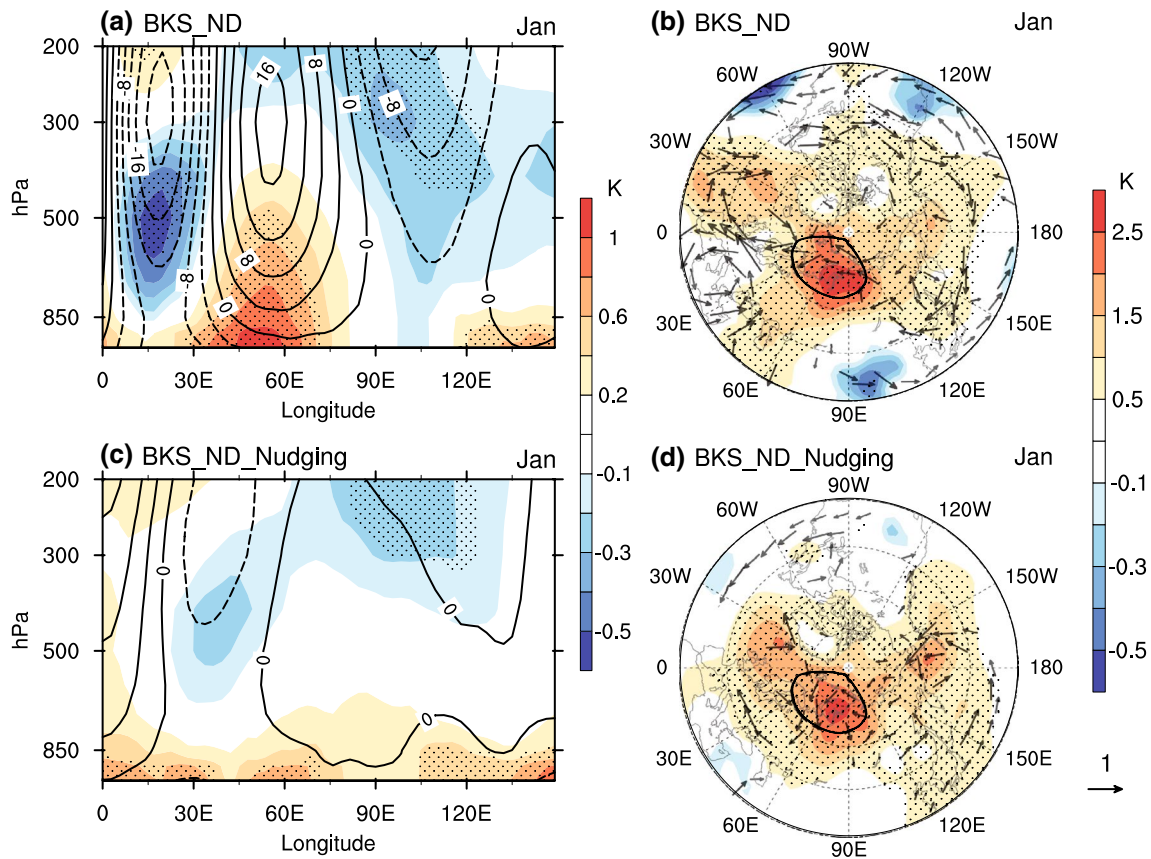 (a) BKS_ND Jan
200
300
500
850
hPa
-8
-16
-8
0
8
16
8
0
0
-8
0
0 30E 60E 90E 120E
Longitude
K
1
0.6
0.2
-0.1
-0.3
-0.5
(b) BKS_ND Jan
90W
60W 120W
30W 150W
0 180
30E 150E
60E 120E
90E
K
2.5
1.5
0.5
-0.1
-0.3
-0.5
1
(c) BKS_ND_Nudging Jan
200
300
500
850
hPa
0
0
0
0
0 30E 60E 90E 120E
Longitude
(d) BKS_ND_Nudging Jan
90W
60W 120W
30W 150W
0 180
30E 150E
60E 120E
90E